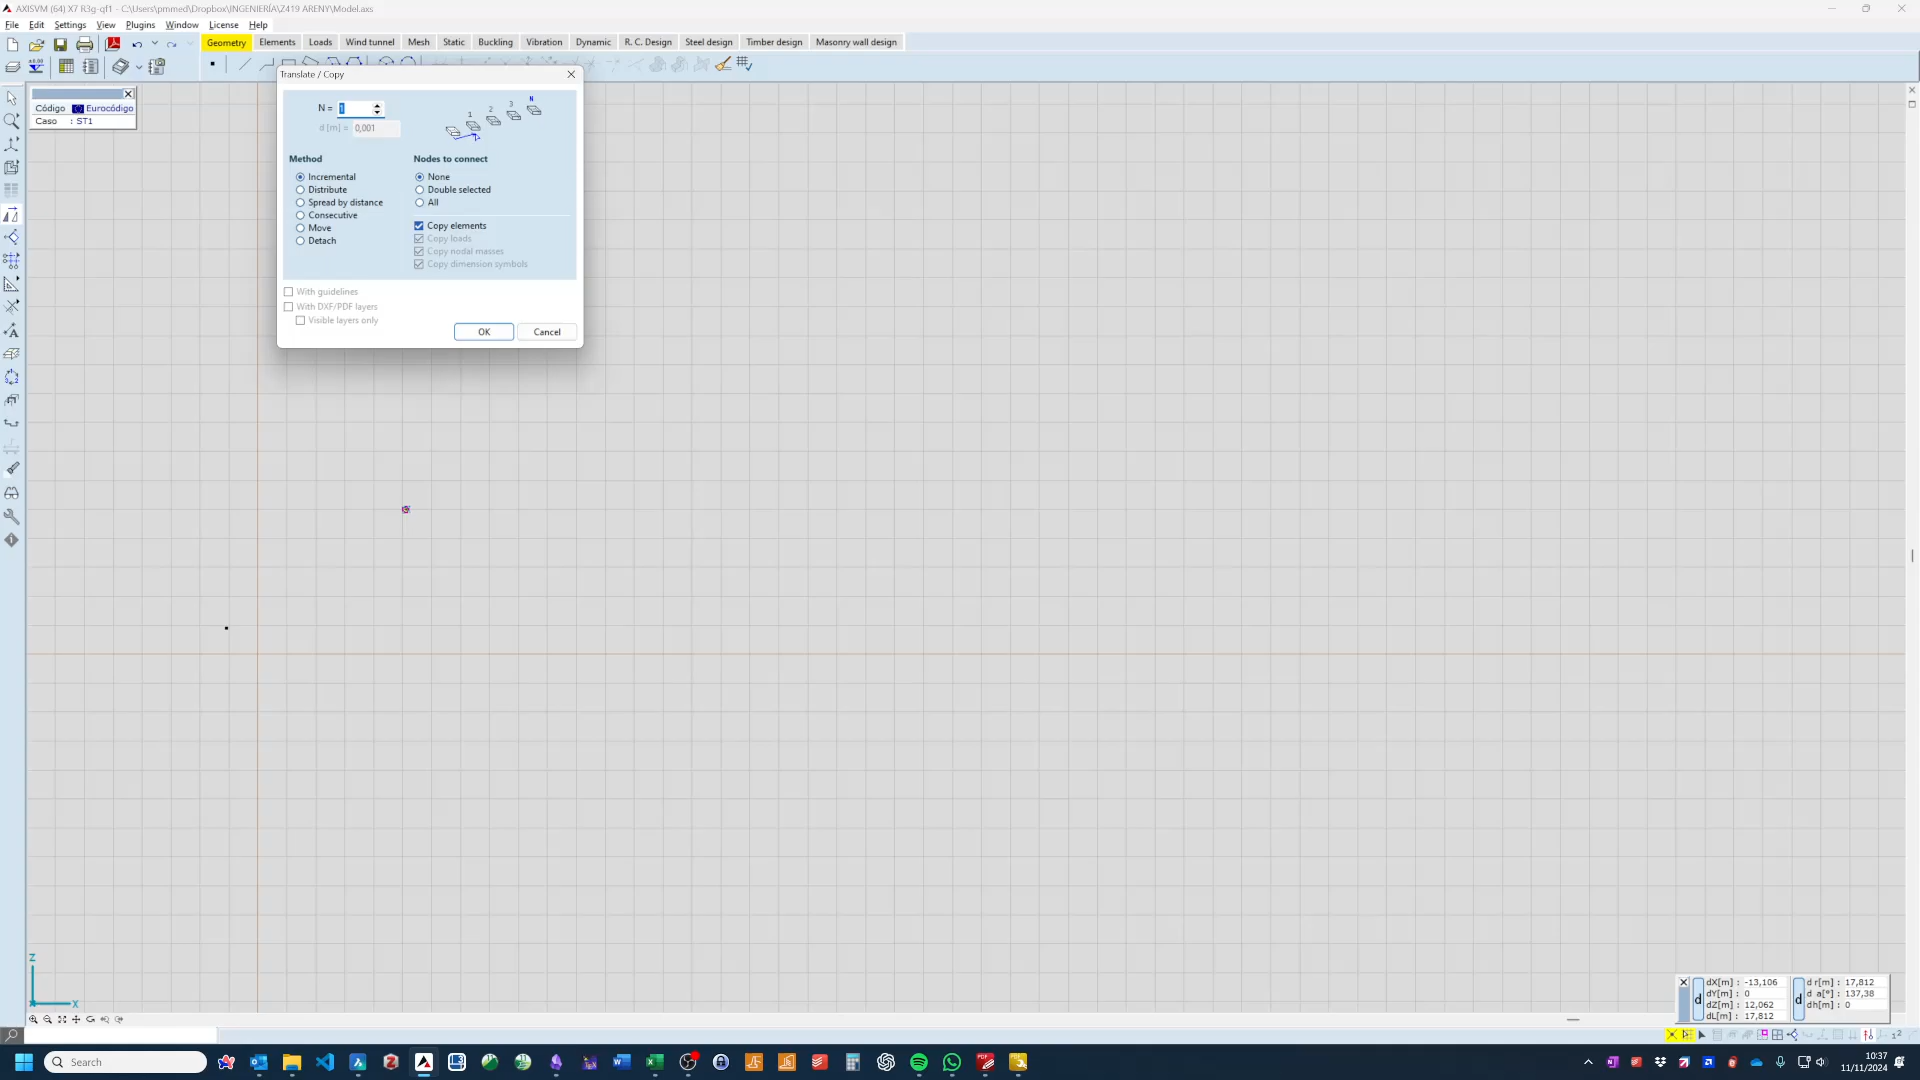 AXISVM (64) X7 R3g-qf1 - C:\Users\pmmed\Dropbox\INGENIERÍA\Z419 ARENY\Model.axs
File Edit Settings View Plugins Window License Help
Geometry Elements Loads Wind tunnel Mesh Static Buckling Vibration Dynamic R. C. Design Steel design Timber design Masonry wall design
Translate / Copy
Código Eurocódigo
Caso : ST1
N = 1
d [m] = 0,001
1 2 3 N
Method
Incremental
Distribute
Spread by distance
Consecutive
Move
Detach
Nodes to connect
None
Double selected
All
Copy elements
Copy loads
Copy nodal masses
Copy dimension symbols
With guidelines
With DXF/PDF layers
Visible layers only
OK Cancel
Z
X
d
dX[m] : -13,106
dY[m] : 0
dZ[m] : 12,062
dL[m] : 17,812
d
d r[m] : 17,812
d a[°] : 137,38
dh[m] : 0
Search
10:37
11/11/2024